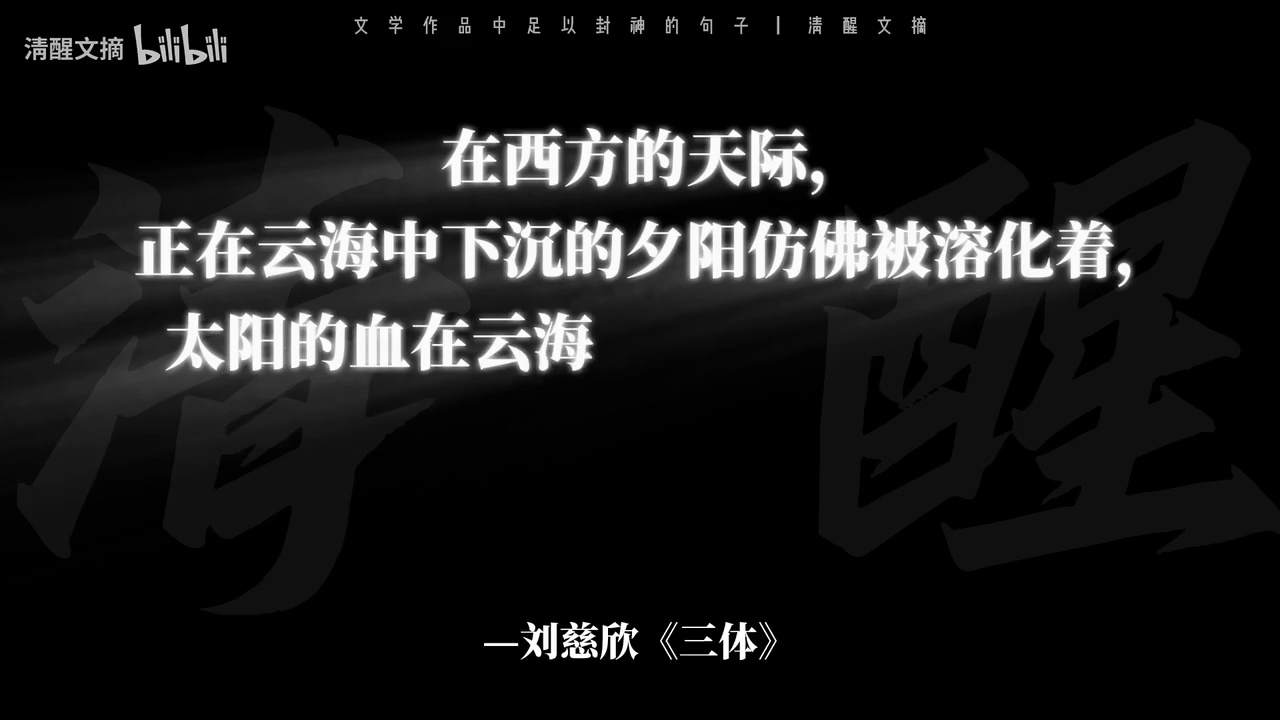 文学作品中足以封神的句子 | 清醒文摘
清醒文摘 bilibili
在西方的天际,
正在云海中下沉的夕阳仿佛被溶化着,
太阳的血在云海
清 醒
—刘慈欣《三体》